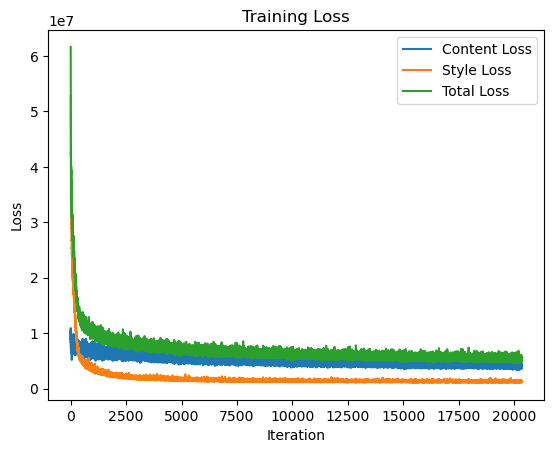 Training Loss
1e7
Content Loss
Style Loss
Total Loss
6
5
4
3
2
1
0
Loss
0 2500 5000 7500 10000 12500 15000 17500 20000
Iteration